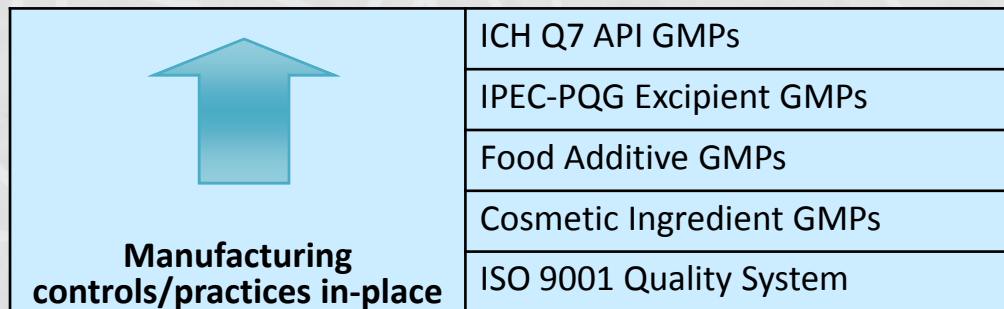 ICH Q7 API GMPs
IPEC-PQG Excipient GMPs
Food Additive GMPs
Cosmetic Ingredient GMPs
ISO 9001 Quality System
Manufacturing
controls/practices in-place